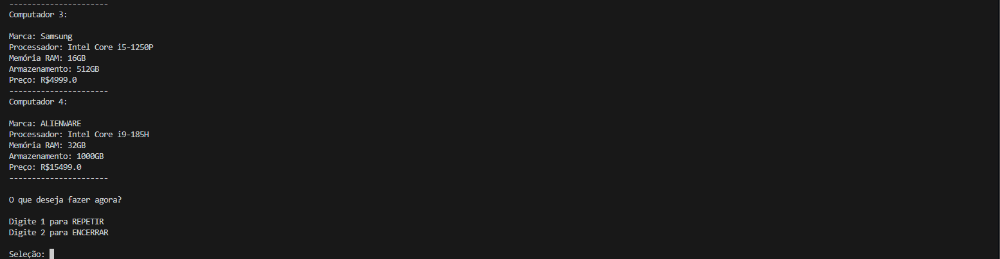 ----------------------
Computador 3:
Marca: Samsung
Processador: Intel Core i5-1250P
Memória RAM: 16GB
Armazenamento: 512GB
Preço: R$4999.0
----------------------
Computador 4:
Marca: ALIENWARE
Processador: Intel Core i9-185H
Memória RAM: 32GB
Armazenamento: 1000GB
Preço: R$15499.0
----------------------
O que deseja fazer agora?
Digite 1 para REPETIR
Digite 2 para ENCERRAR
Seleção: